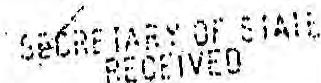 SECRETARY OF STATE
RECEIVED